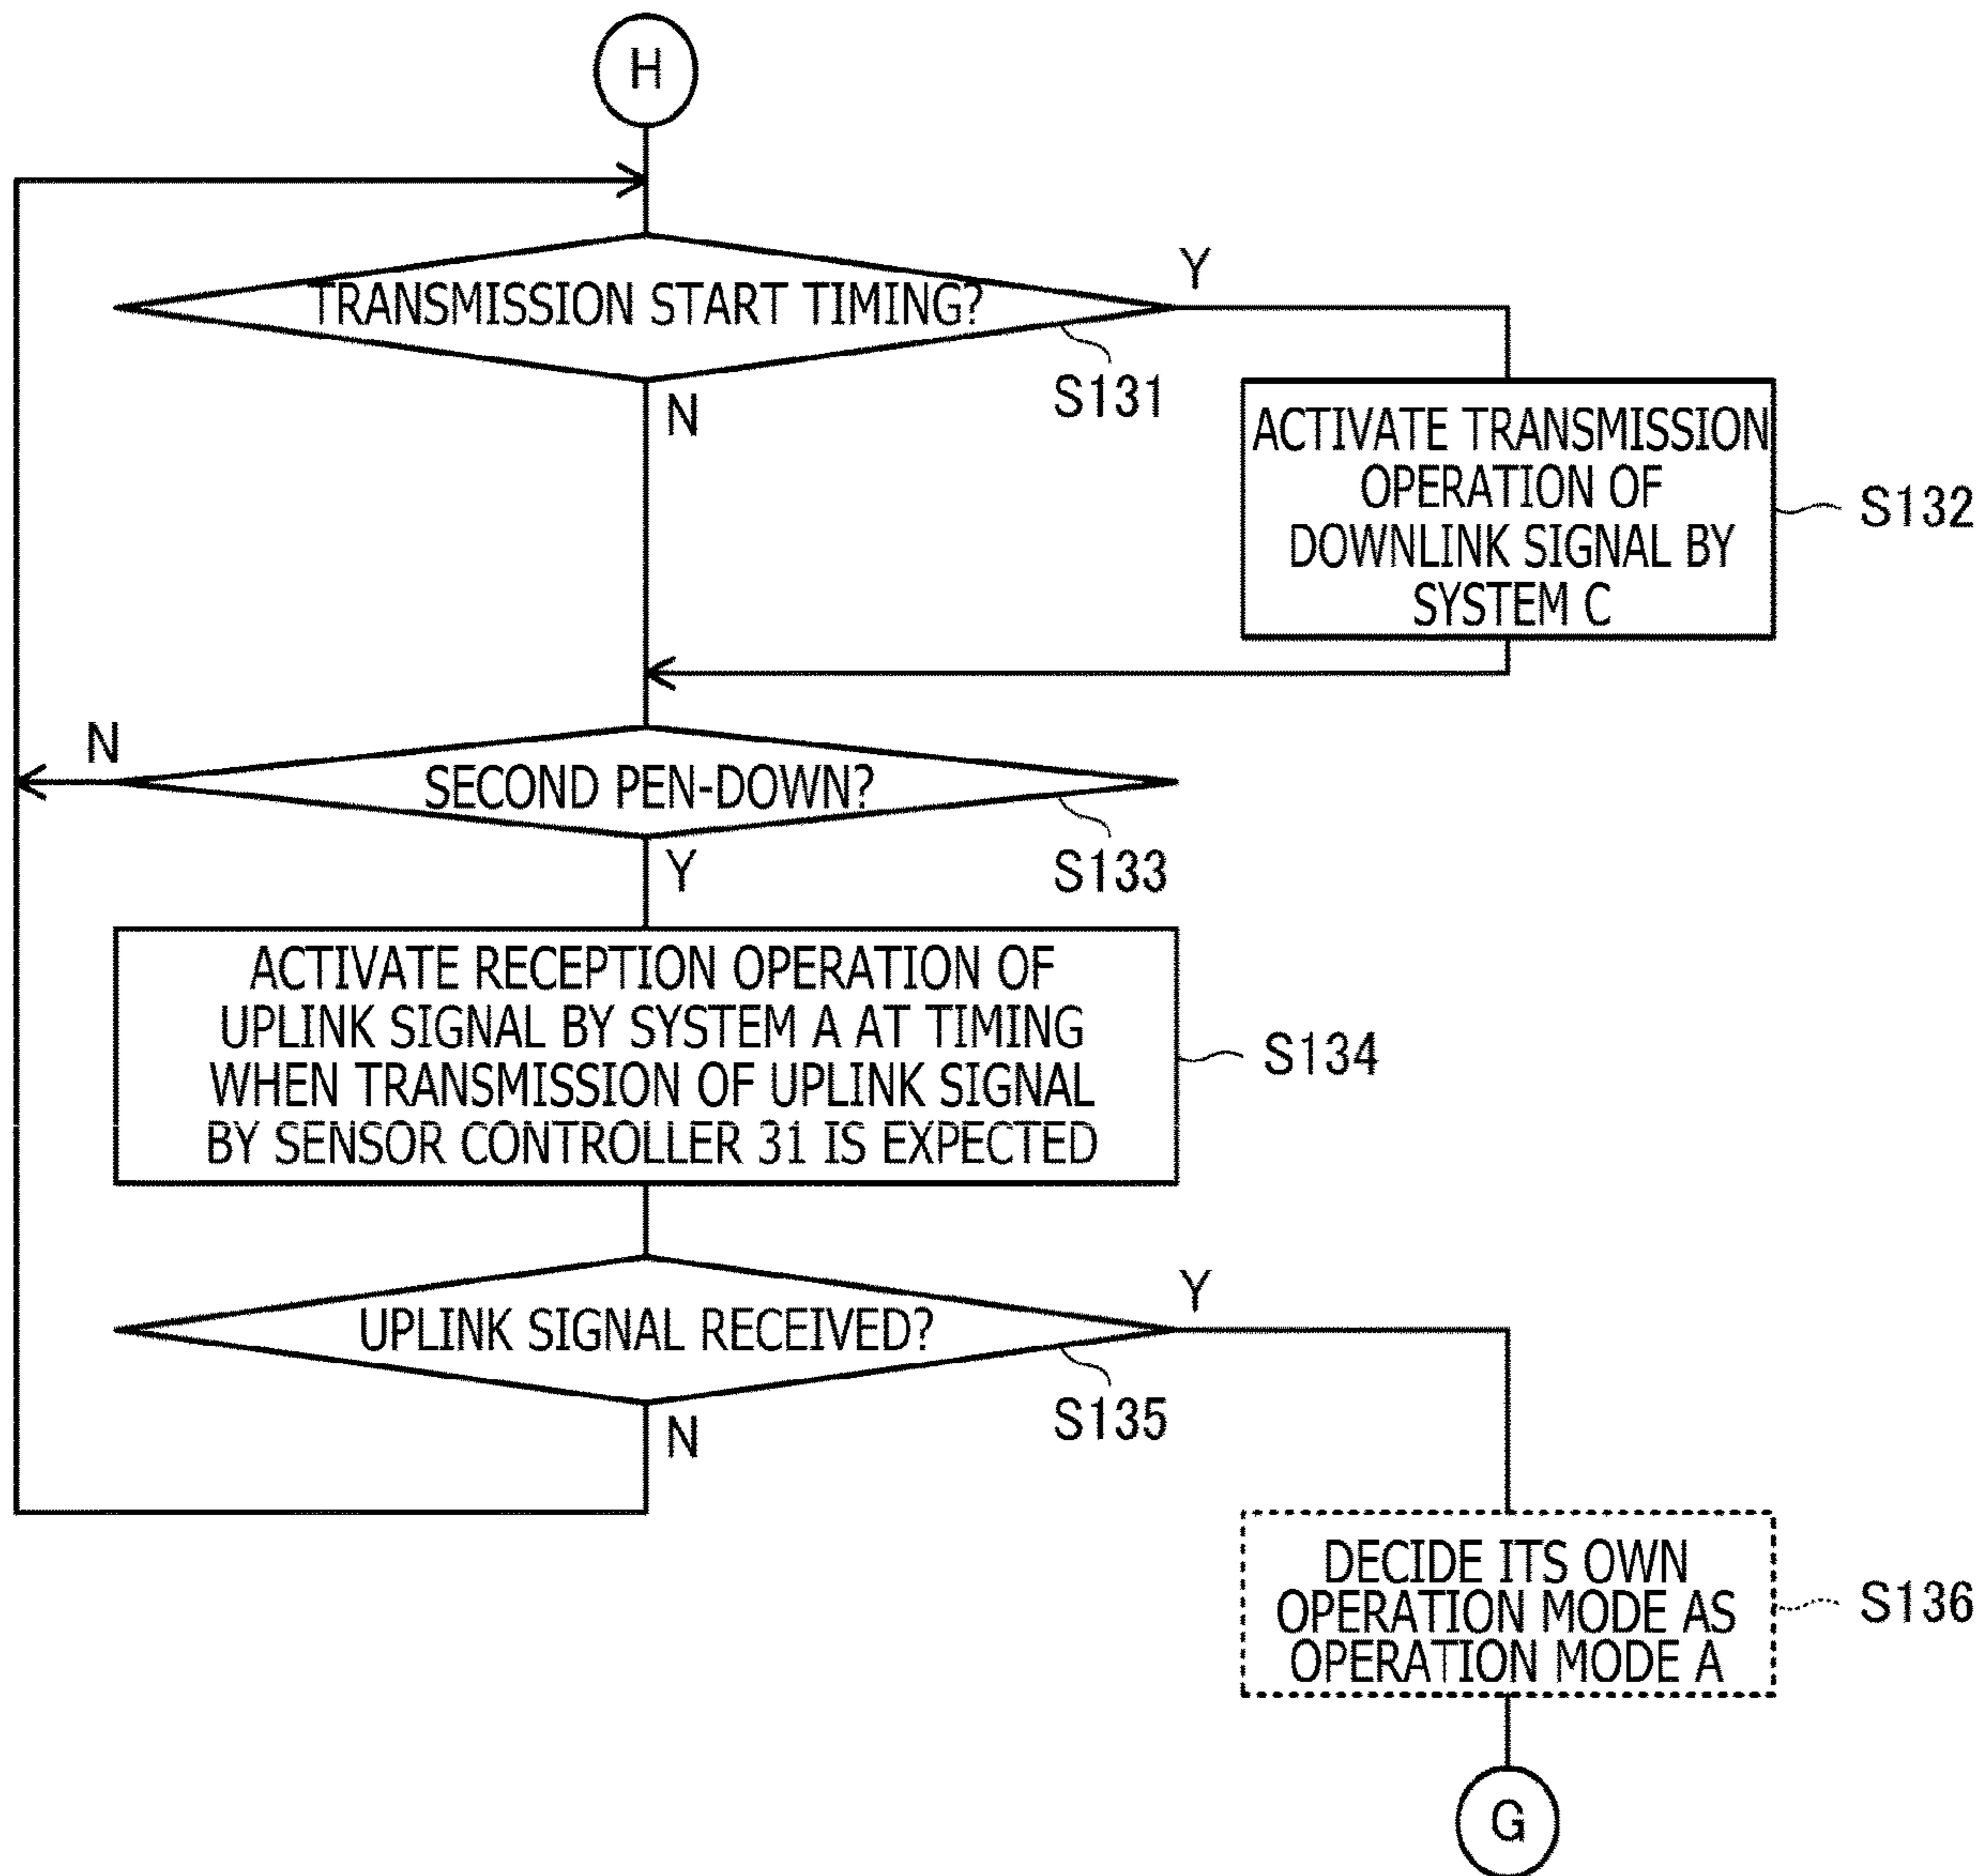 H
Y
TRANSMISSION START TIMING?
S131
N
ACTIVATE TRANSMISSION
OPERATION OF
DOWNLINK SIGNAL BY
SYSTEM C
S132
N
SECOND PEN-DOWN?
S133
Y
ACTIVATE RECEPTION OPERATION OF
UPLINK SIGNAL BY SYSTEM A AT TIMING
WHEN TRANSMISSION OF UPLINK SIGNAL
BY SENSOR CONTROLLER 31 IS EXPECTED
S134
Y
UPLINK SIGNAL RECEIVED?
S135
N
DECIDE ITS OWN
OPERATION MODE AS
OPERATION MODE A
S136
G